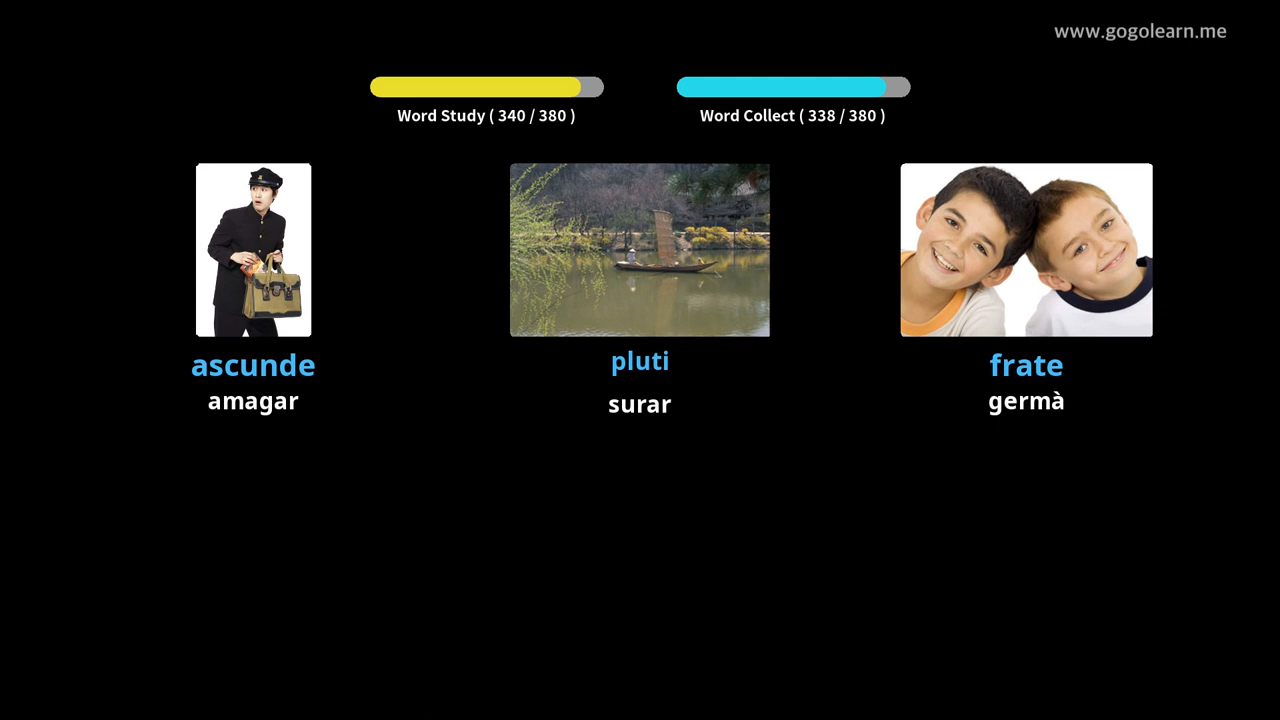 www.gogolearn.me
Word Study ( 340 / 380 )
Word Collect ( 338 / 380 )
ascunde
amagar
pluti
surar
frate
germà